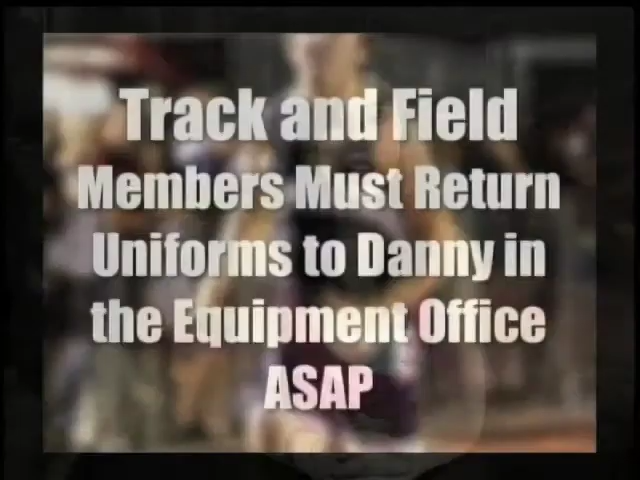 Track and Field
Members Must Return
Uniforms to Danny in
the Equipment Office
ASAP